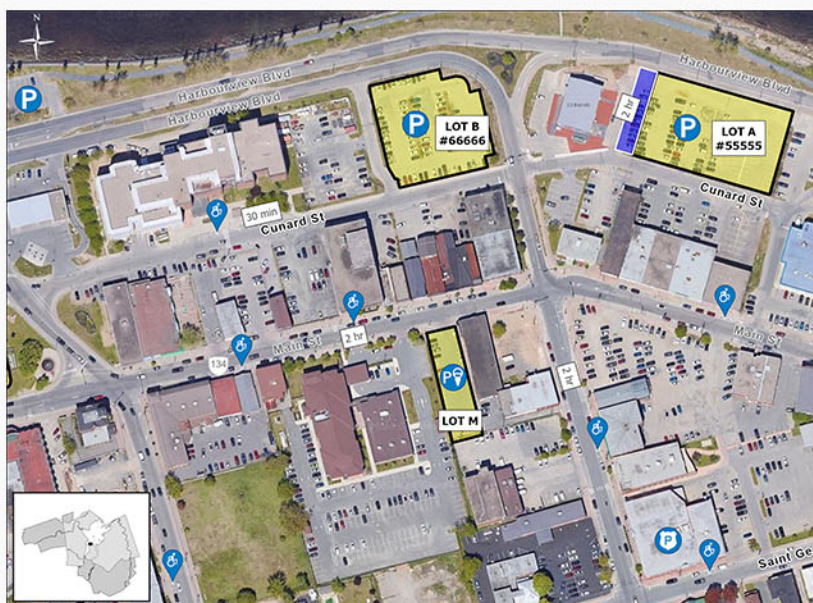 N
Harbourview Blvd
Harbourview Blvd
Harbourview Blvd
P
P
LOT B
#66666
2 hr
P
LOT A
#55555
Cunard St
30 min
Cunard St
2 hr
Main St
134
Main St
2 hr
P
LOT M
P
Saint Ge